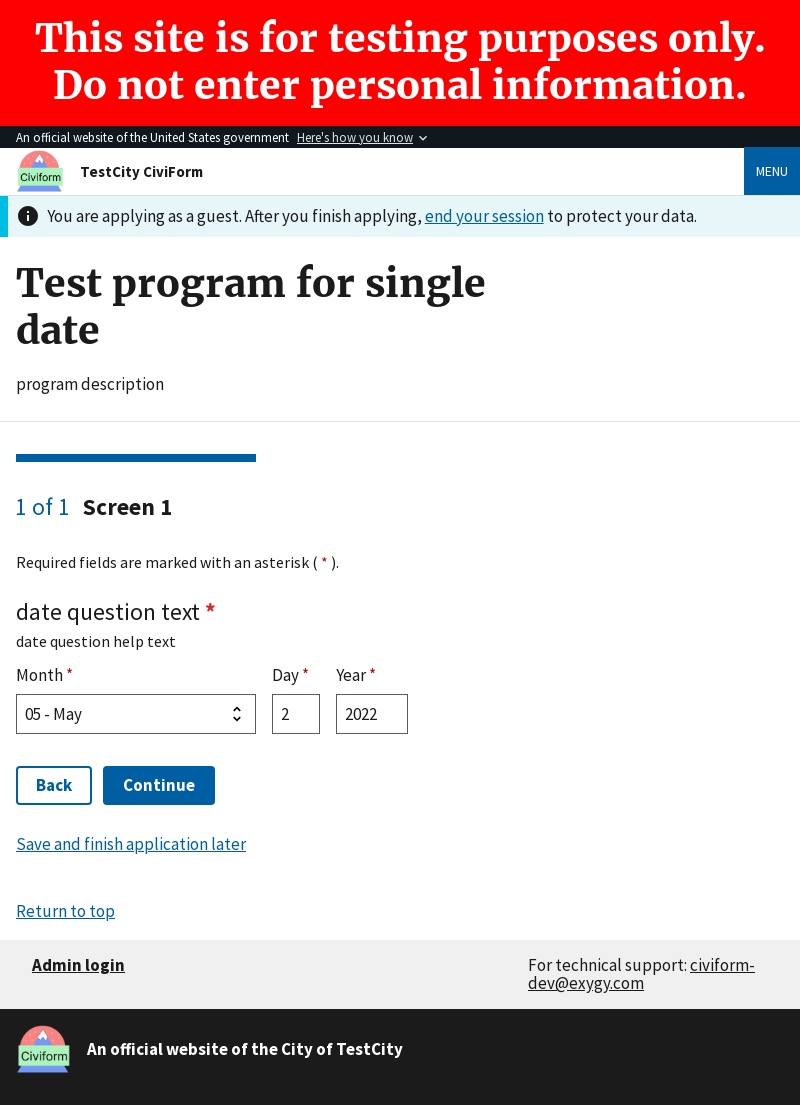 This site is for testing purposes only.
Do not enter personal information.
An official website of the United States government Here's how you know
Civiform
TestCity CiviForm
MENU
You are applying as a guest. After you finish applying, end your session to protect your data.
Test program for single
date
program description
1 of 1 Screen 1
Required fields are marked with an asterisk ( * ).
date question text *
date question help text
Month * Day * Year *
05 - May 2 2022
Back Continue
Save and finish application later
Return to top
Admin login
For technical support: civiform-
dev@exygy.com
Civiform
An official website of the City of TestCity